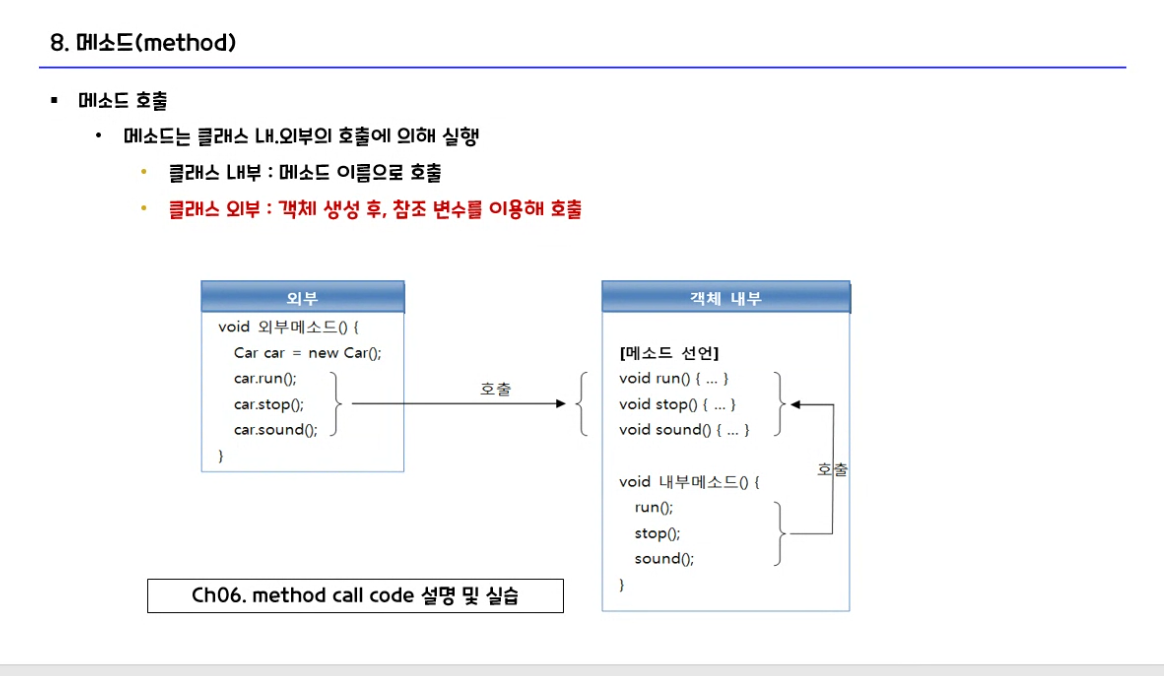 8. 메소드(method)
▪ 메소드 호출
• 메소드는 클래스 내.외부의 호출에 의해 실행
• 클래스 내부 : 메소드 이름으로 호출
• 클래스 외부 : 객체 생성 후, 참조 변수를 이용해 호출
외부
void 외부메소드() {
Car car = new Car();
car.run();
car.stop();
car.sound();
}
호출
객체 내부
[메소드 선언]
void run() { ... }
void stop() { ... }
void sound() { ... }
호출
void 내부메소드() {
run();
stop();
sound();
}
Ch06. method call code 설명 및 실습